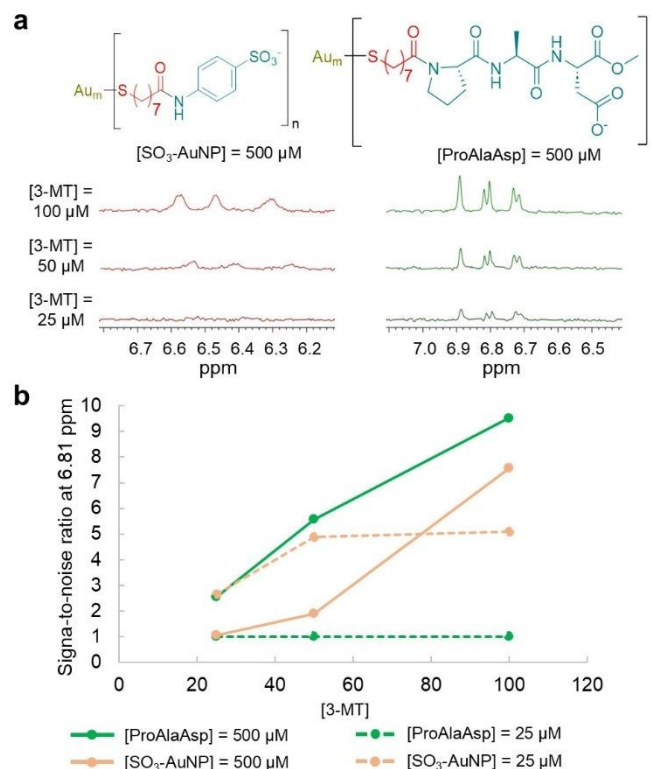 a
Auₘ S 7 O N H SO₃⁻ n
Auₘ S 7 O N O H N O H N O O O O⁻
[SO₃-AuNP] = 500 µM
[ProAlaAsp] = 500 µM
[3-MT] =
100 µM
[3-MT] =
50 µM
[3-MT] =
25 µM
6.7 6.6 6.5 6.4 6.3 6.2
ppm
7.0 6.9 6.8 6.7 6.6 6.5
ppm
b
Signa-to-noise ratio at 6.81 ppm
10
9
8
7
6
5
4
3
2
1
0
0 20 40 60 80 100 120
[3-MT]
[ProAlaAsp] = 500 µM
[ProAlaAsp] = 25 µM
[SO₃-AuNP] = 500 µM
[SO₃-AuNP] = 25 µM